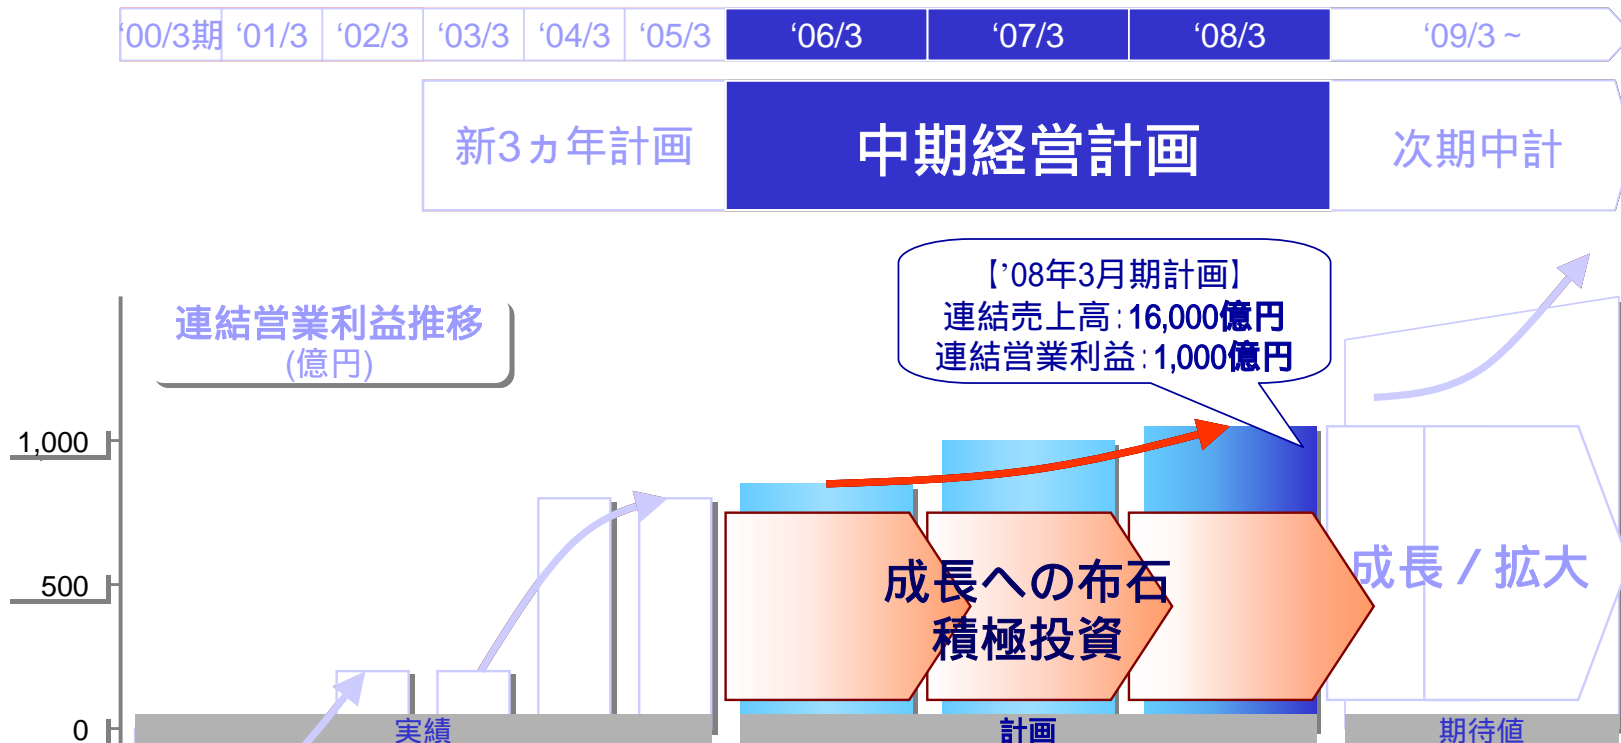 ‘00/3期 ‘01/3 ‘02/3 ‘03/3 ‘04/3 ‘05/3 ‘06/3 ‘07/3 ‘08/3 ‘09/3 ~
新3ヵ年計画 中期経営計画 次期中計
【’08年3月期計画】
連結売上高:16,000億円
連結営業利益:1,000億円
連結営業利益推移
(億円)
1,000
500
0
成長への布石
積極投資
成長/拡大
実績 計画 期待値